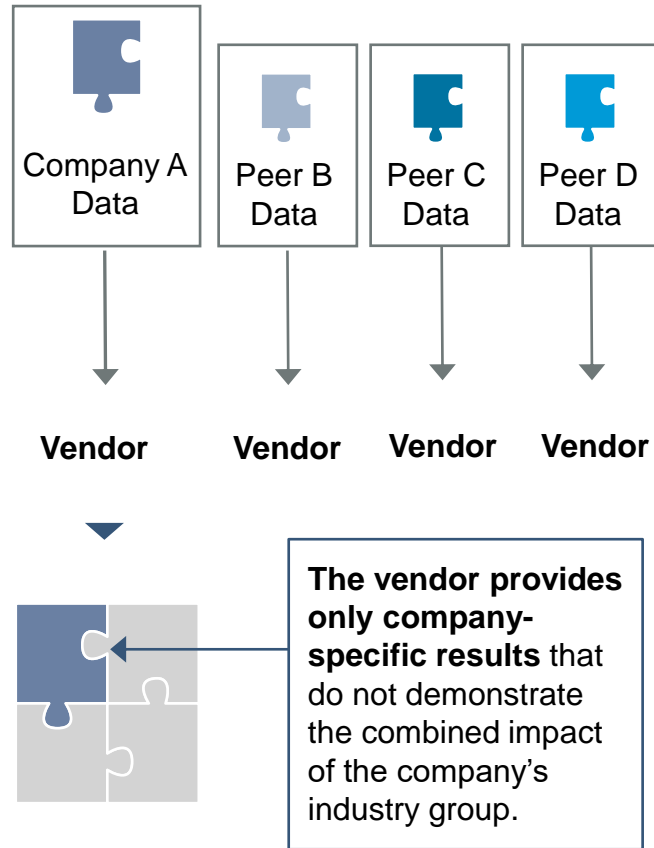 Company A
Data
Peer B
Data
Peer C
Data
Peer D
Data
Vendor
Vendor
Vendor
Vendor
The vendor provides
only company-
specific results that
do not demonstrate
the combined impact
of the company’s
industry group.